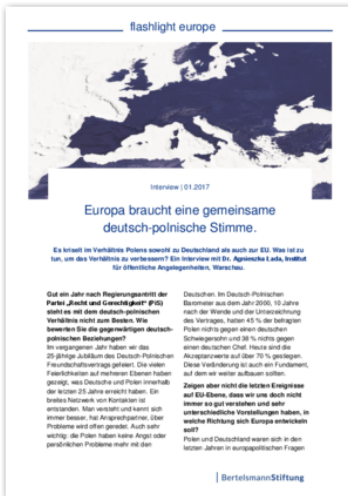 flashlight europe
Interview | 01.2017
Europa braucht eine gemeinsame
deutsch-polnische Stimme.
Es kriselt im Verhältnis Polens sowohl zu Deutschland als auch zur EU. Was ist zu
tun, um das Verhältnis zu verbessern? Ein Interview mit Dr. Agnieszka Łada, Institut
für öffentliche Angelegenheiten, Warschau.
Gut ein Jahr nach Regierungsantritt der
Partei „Recht und Gerechtigkeit“ (PiS)
steht es mit dem deutsch-polnischen
Verhältnis nicht zum Besten. Wie
bewerten Sie die gegenwärtigen deutsch-
polnischen Beziehungen?
Im vergangenen Jahr haben wir das
25-jährige Jubiläum des Deutsch-Polnischen
Freundschaftsvertrags gefeiert. Die vielen
Feierlichkeiten auf mehreren Ebenen haben
gezeigt, was Deutsche und Polen innerhalb
der letzten 25 Jahre erreicht haben. Ein
breites Netzwerk von Kontakten ist
entstanden. Man versteht und kennt sich
immer besser, hat Ansprechpartner, über
Probleme wird offen geredet. Auch sehr
wichtig: die Polen haben keine Angst oder
persönlichen Probleme mehr mit den
Deutschen. Im Deutsch-Polnischen
Barometer aus dem Jahr 2000, 10 Jahre
nach der Wende und der Unterzeichnung
des Vertrages, hatten 45 % der befragten
Polen nichts gegen einen deutschen
Schwiegersohn und 38 % nichts gegen
einen deutschen Chef. Heute sind die
Akzeptanzwerte auf über 70 % gestiegen.
Diese Veränderung ist auch ein Fundament,
auf dem wir weiter aufbauen sollten.
Zeigen aber nicht die letzten Ereignisse
auf EU-Ebene, dass wir uns doch nicht
immer so gut verstehen und sehr
unterschiedliche Vorstellungen haben, in
welche Richtung sich Europa entwickeln
soll?
Polen und Deutschland waren sich in den
letzten Jahren in europapolitischen Fragen
BertelsmannStiftung